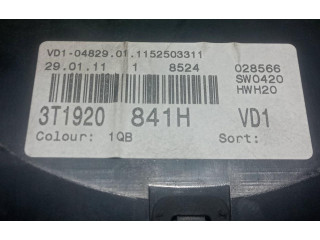 VD1-04829.01.1152503311
29.01.11 1 8524 028566
SW0420
HWH20
3T1920 841H VD1
Colour: 1QB Sort: